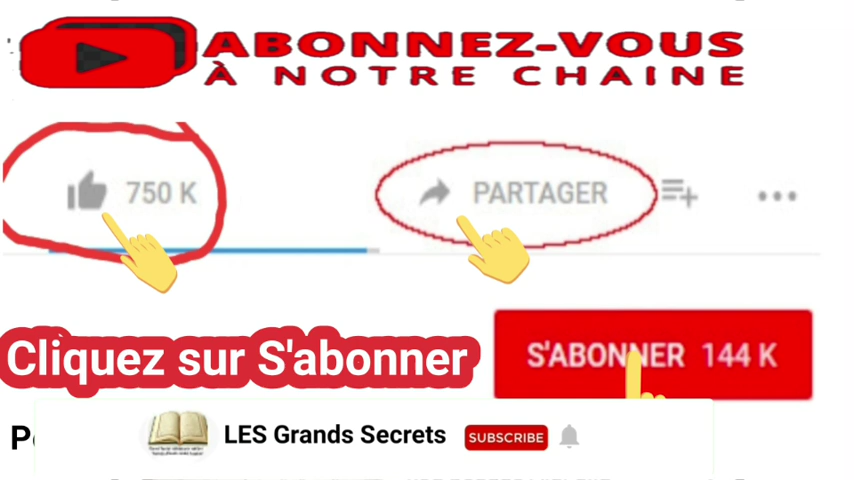 ABONNEZ-VOUS
À NOTRE CHAINE
750 K
PARTAGER
Cliquez sur S'abonner
S'ABONNER 144 K
LES Grands Secrets
SUBSCRIBE